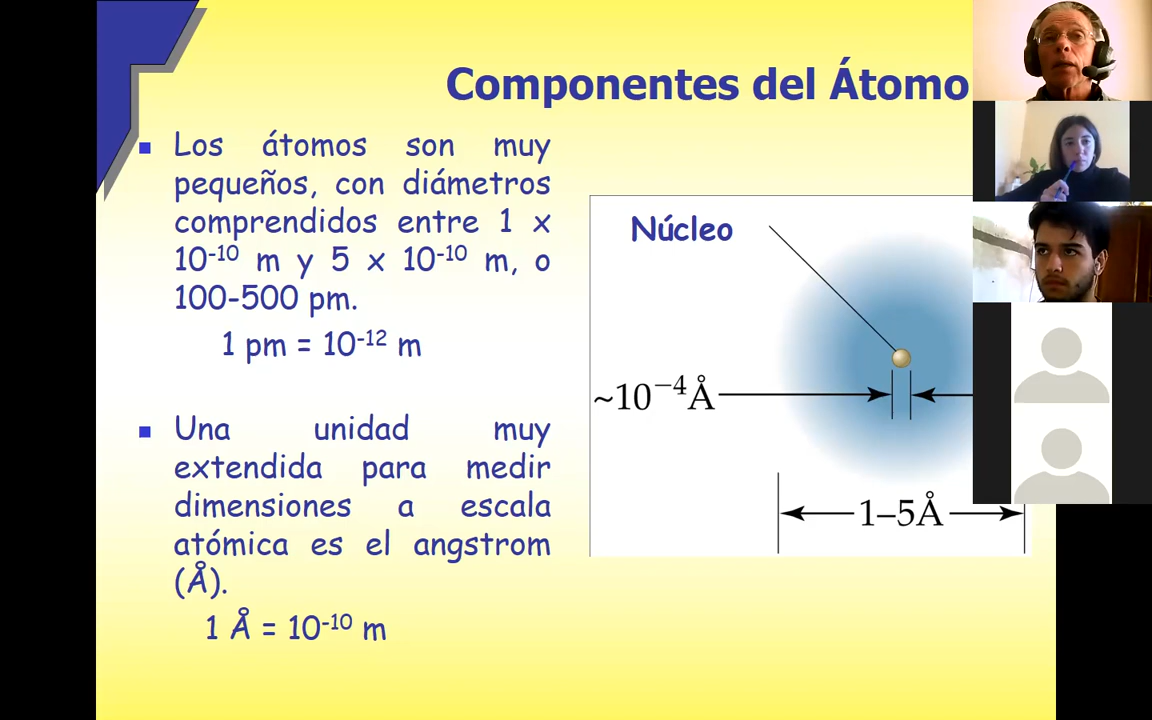 Componentes del Átomo
▪ Los átomos son muy
pequeños, con diámetros
comprendidos entre 1 x
10⁻¹⁰ m y 5 x 10⁻¹⁰ m, o
100-500 pm.
1 pm = 10⁻¹² m
▪ Una unidad muy
extendida para medir
dimensiones a escala
atómica es el angstrom
(Å).
1 Å = 10⁻¹⁰ m
Núcleo
~10⁻⁴Å
1–5Å